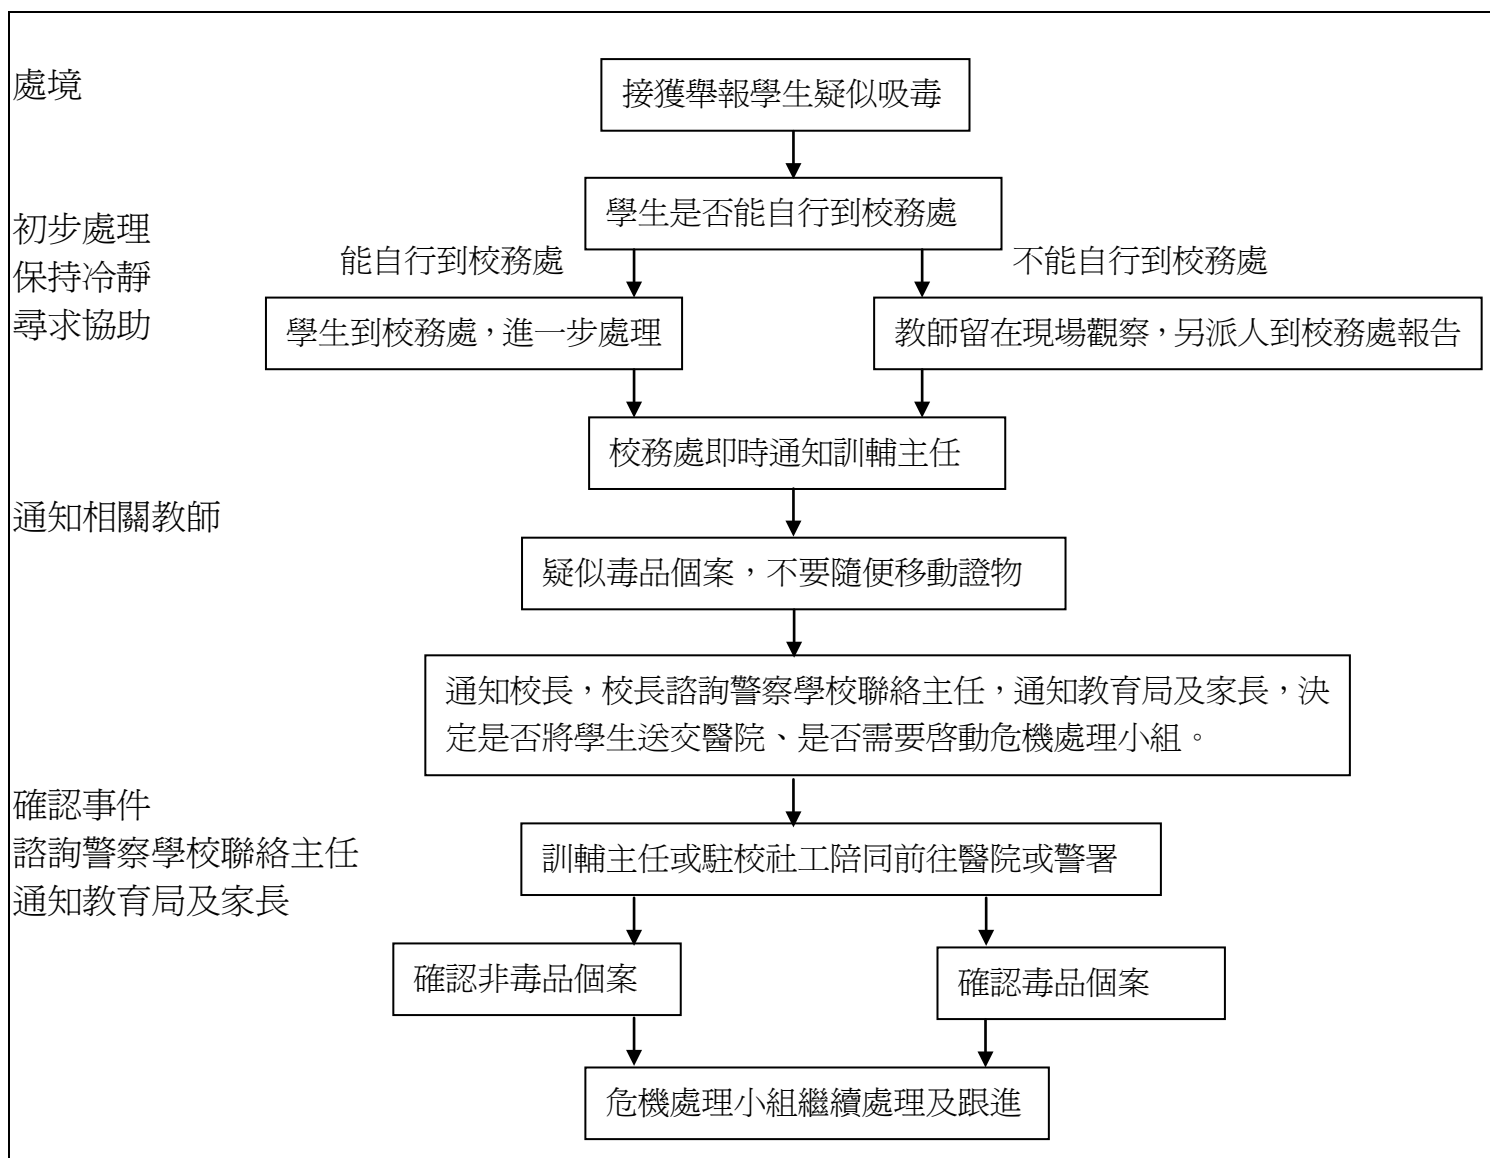 處境
接獲舉報學生疑似吸毒
學生是否能自行到校務處
初步處理
保持冷靜
尋求協助
能自行到校務處
不能自行到校務處
學生到校務處，進一步處理
教師留在現場觀察，另派人到校務處報告
校務處即時通知訓輔主任
通知相關教師
疑似毒品個案，不要隨便移動證物
通知校長，校長諮詢警察學校聯絡主任，通知教育局及家長，決
定是否將學生送交醫院、是否需要啓動危機處理小組。
確認事件
諮詢警察學校聯絡主任
通知教育局及家長
訓輔主任或駐校社工陪同前往醫院或警署
確認非毒品個案
確認毒品個案
危機處理小組繼續處理及跟進